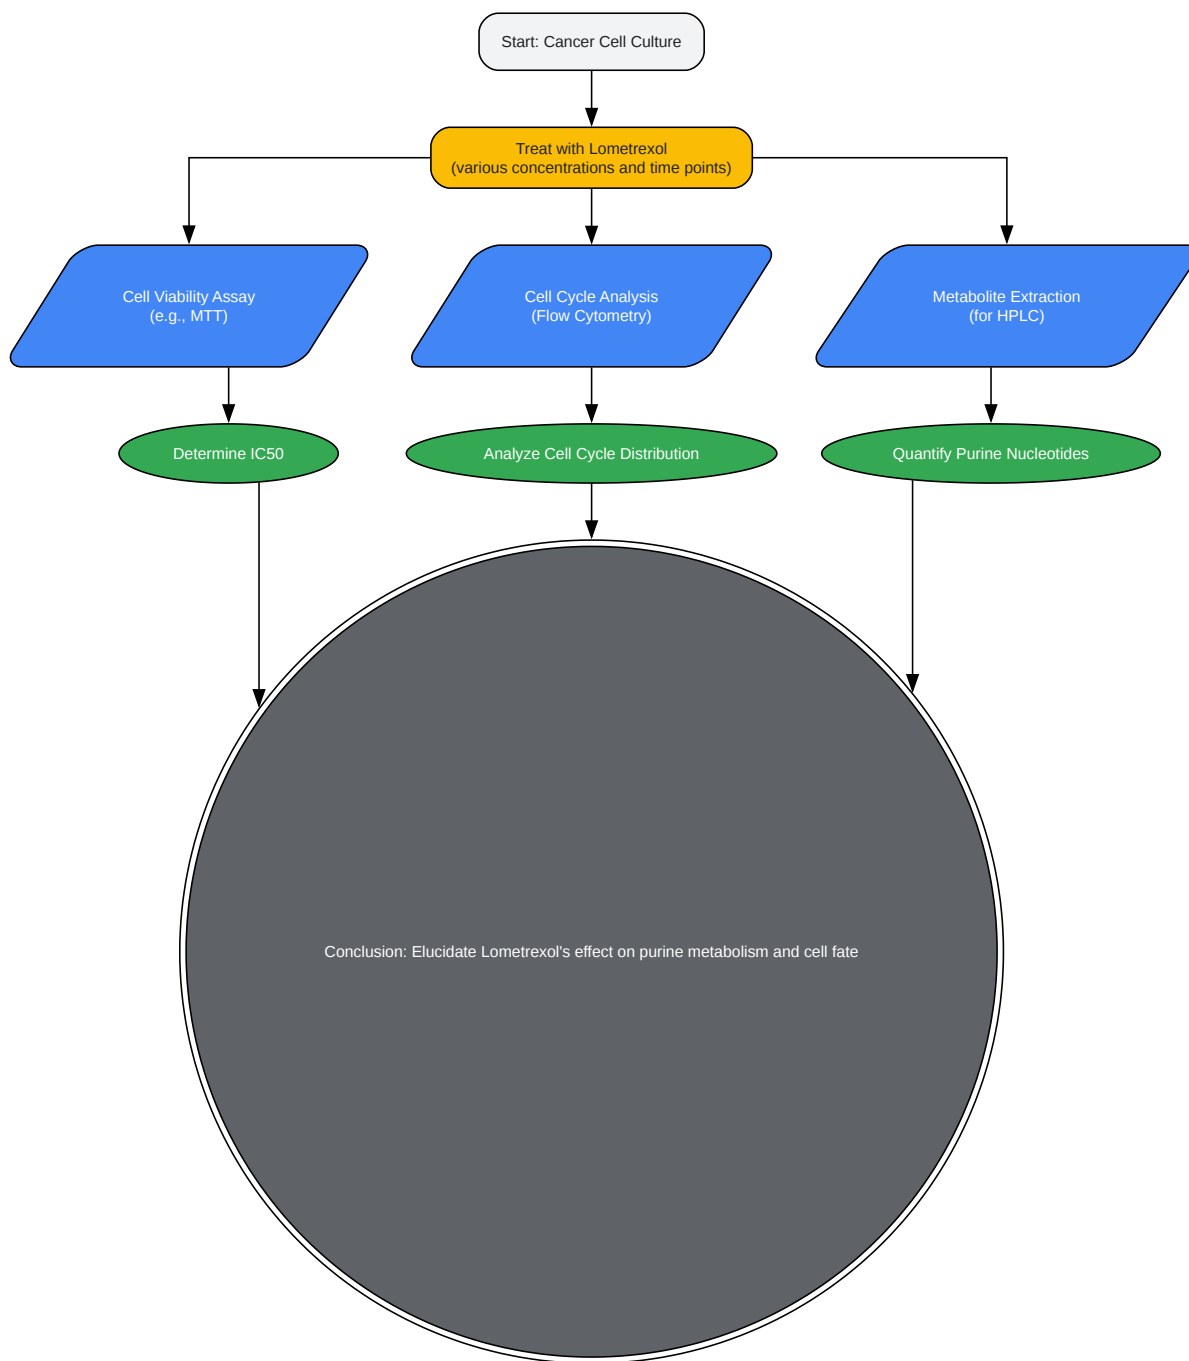 Start: Cancer Cell Culture
Treat with Lometrexol
(various concentrations and time points)
Cell Viability Assay
(e.g., MTT)
Cell Cycle Analysis
(Flow Cytometry)
Metabolite Extraction
(for HPLC)
Determine IC50
Analyze Cell Cycle Distribution
Quantify Purine Nucleotides
Conclusion: Elucidate Lometrexol's effect on purine metabolism and cell fate